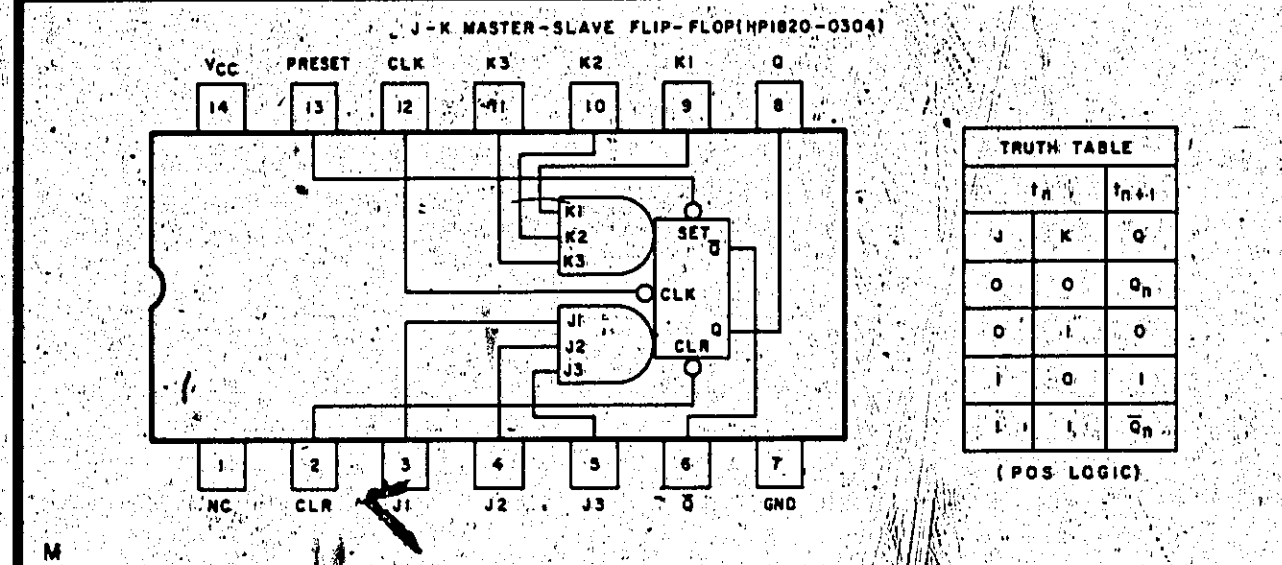 J-K MASTER-SLAVE FLIP-FLOP(HP1820-0304)
VCC PRESET CLK K3 K2 K1 Q
14 13 12 11 10 9 8
K1
K2
K3
SET
Q̅
CLK
J1
J2
J3
Q
CLR
1 2 3 4 5 6 7
NC CLR J1 J2 J3 Q̅ GND
M
TRUTH TABLE
tn tn+1
J K Q
0 0 Qn
0 1 0
1 0 1
1 1 Q̅n
(POS LOGIC)